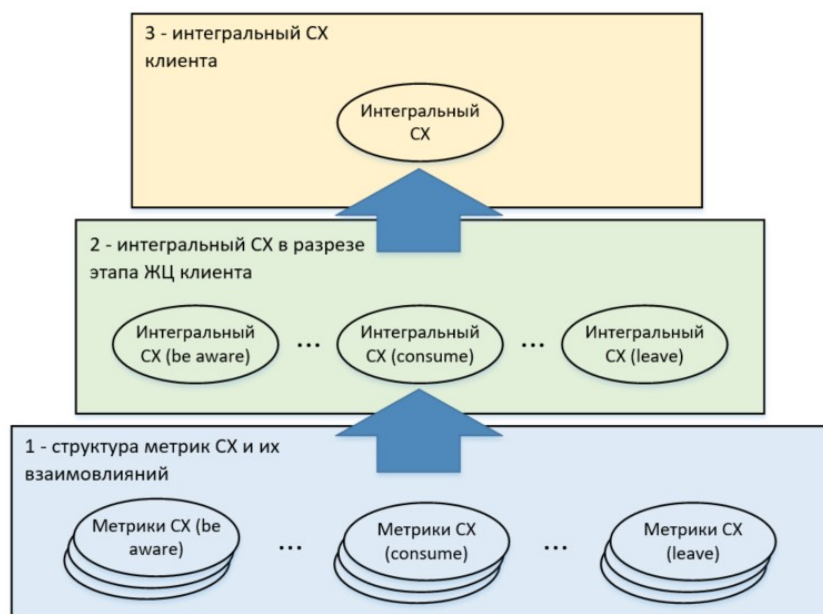 3 - интегральный CX
клиента
Интегральный
CX
2 - интегральный CX в разрезе
этапа ЖЦ клиента
Интегральный
CX (be aware)
...
Интегральный
CX (consume)
...
Интегральный
CX (leave)
1 - структура метрик CX и их
взаимовлияний
Метрики CX (be
aware)
...
Метрики CX
(consume)
...
Метрики CX
(leave)